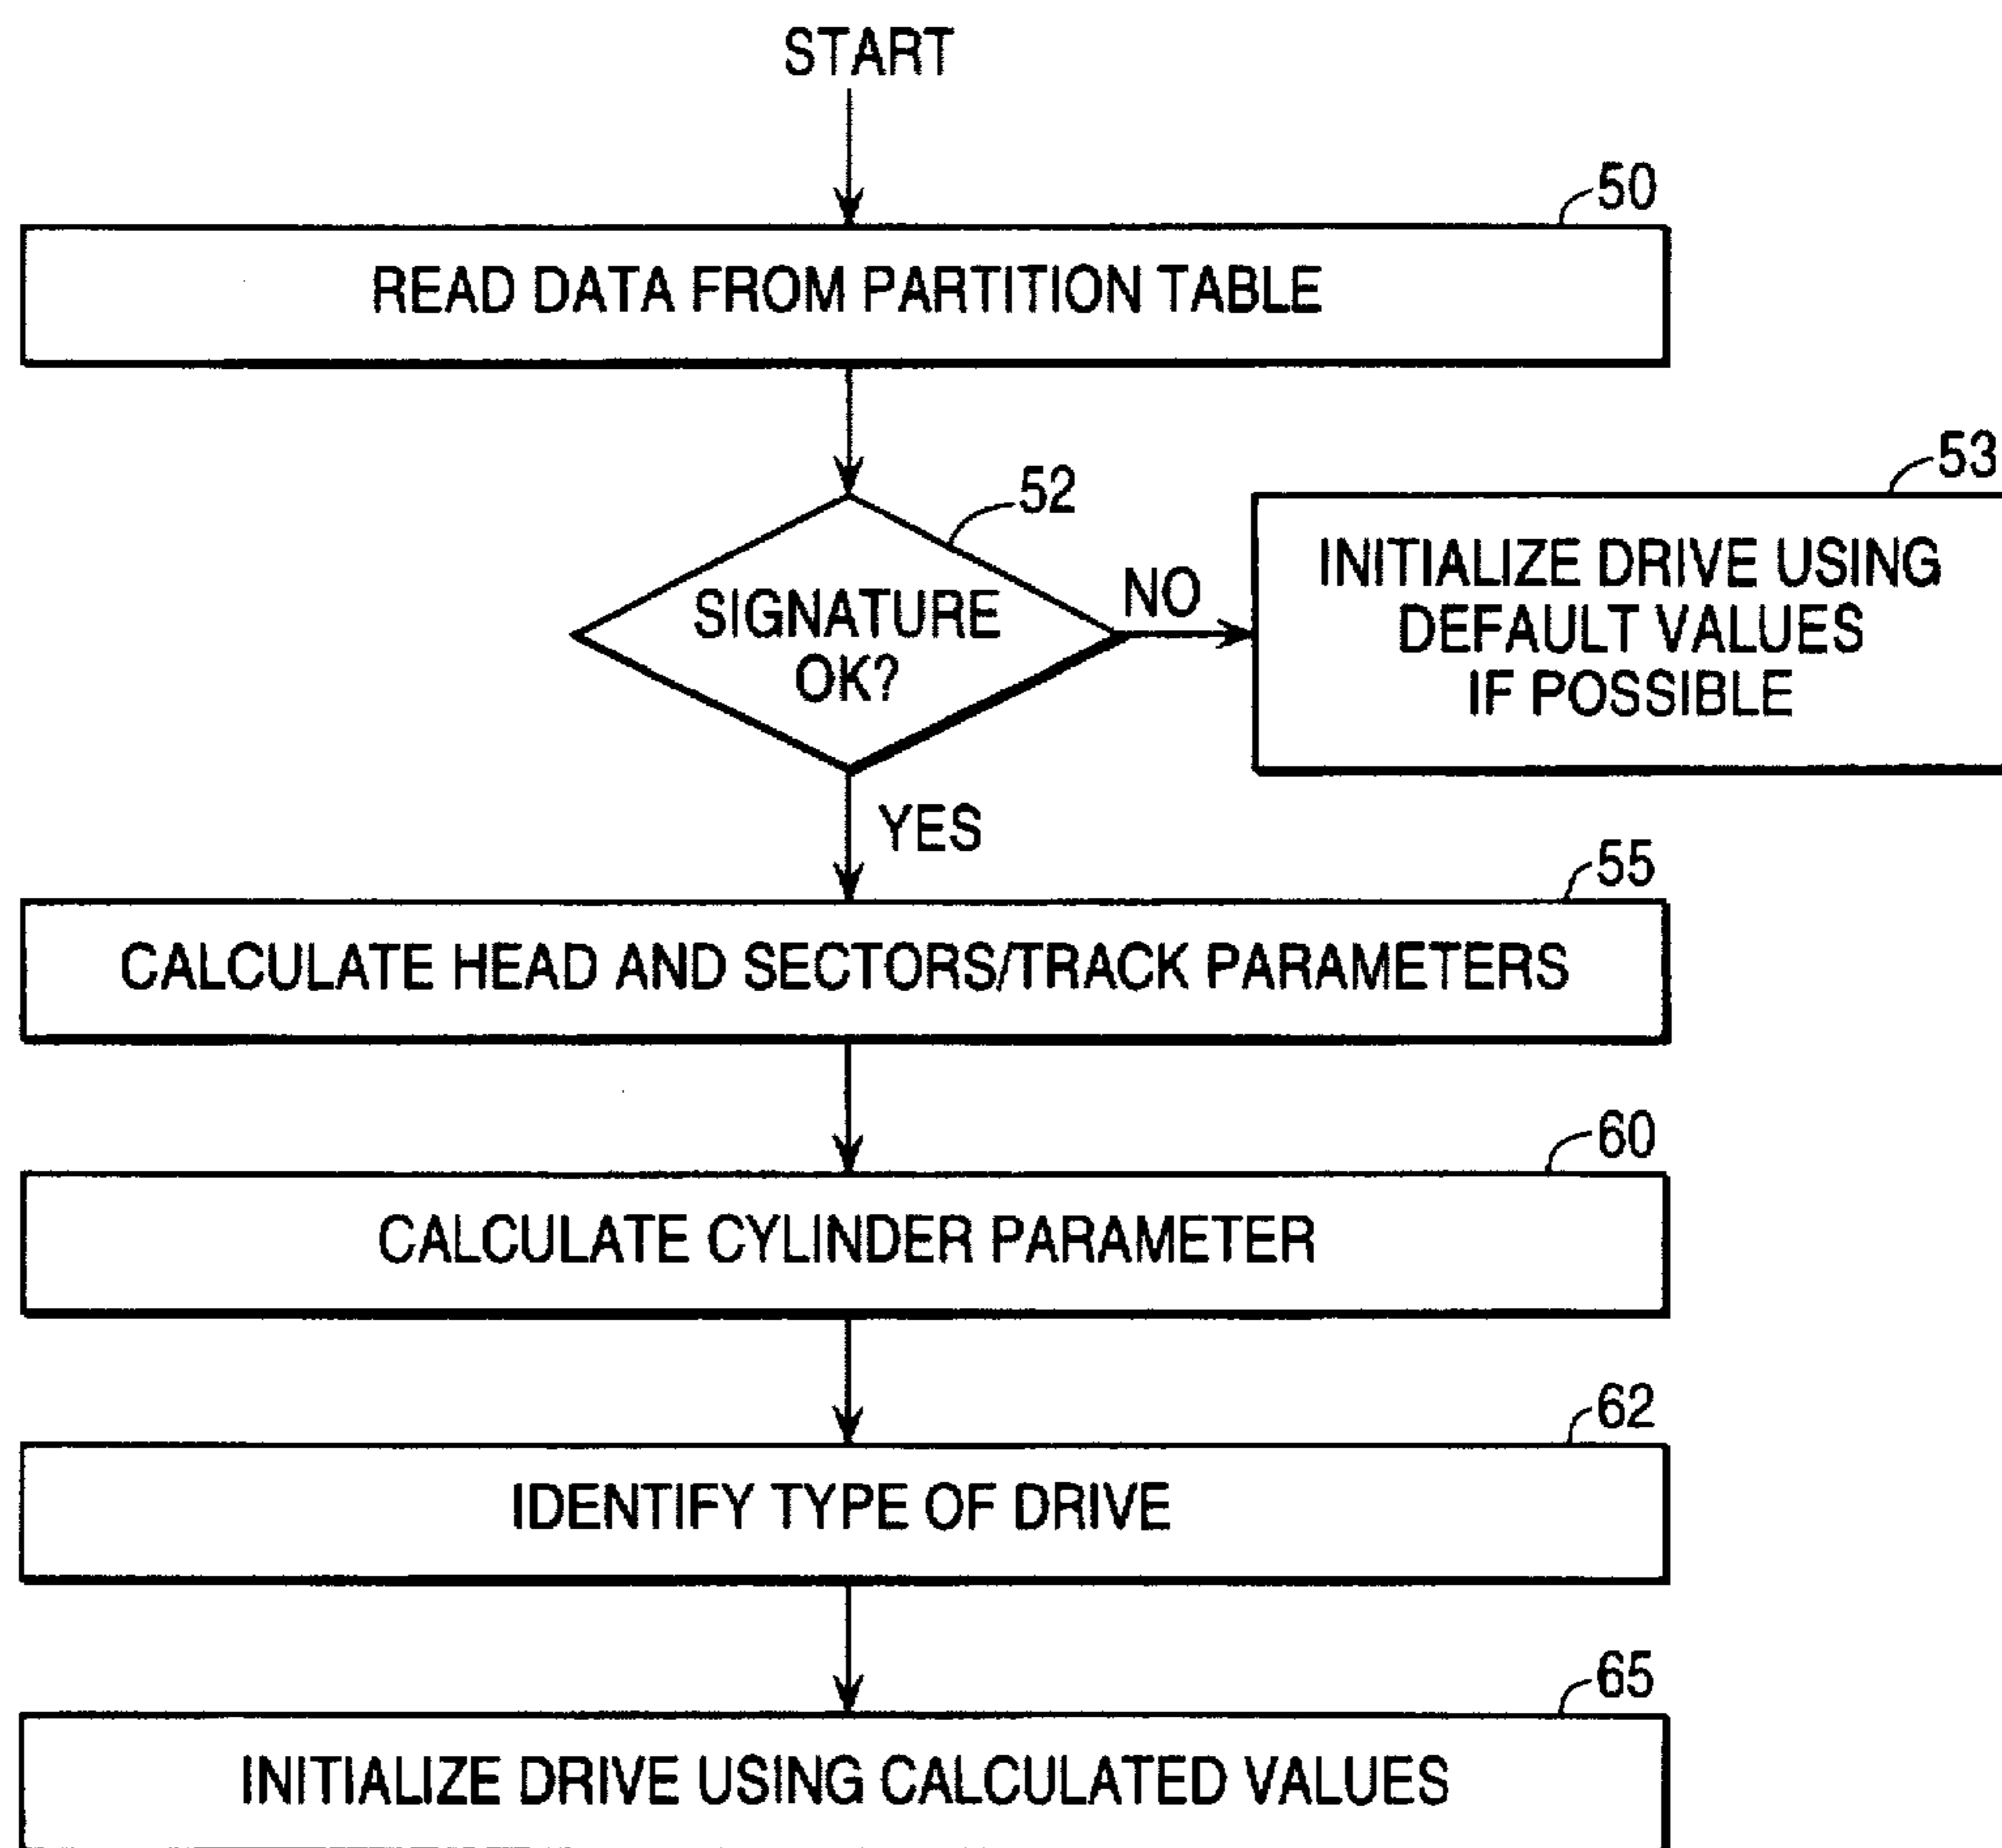 START
50
READ DATA FROM PARTITION TABLE
52
53
SIGNATURE
OK?
NO
INITIALIZE DRIVE USING
DEFAULT VALUES
IF POSSIBLE
YES
55
CALCULATE HEAD AND SECTORS/TRACK PARAMETERS
60
CALCULATE CYLINDER PARAMETER
62
IDENTIFY TYPE OF DRIVE
65
INITIALIZE DRIVE USING CALCULATED VALUES